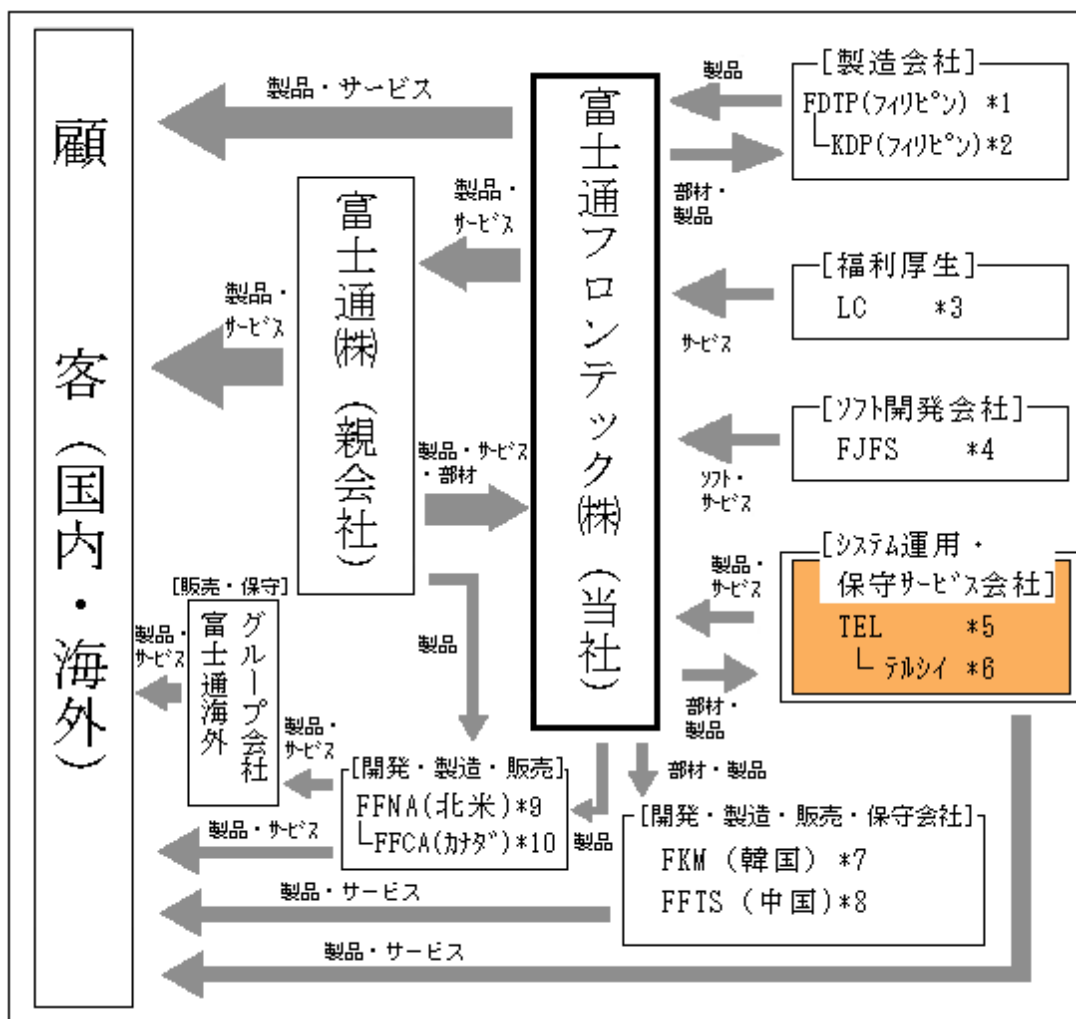 顧客（国内・海外）
製品・サービス
富士通㈱（親会社）
製品・
サービス
製品・
サービス
富士通フロンテック㈱（当社）
製品
[製造会社]
FDTP(フィリピン) *1
KDP(フィリピン)*2
部材・
製品
[福利厚生]
LC *3
サービス
[ソフト開発会社]
FJFS *4
ソフト・
サービス
製品・サービス
・部材
[システム運用・
保守サービス会社]
TEL *5
テルシイ *6
製品・
サービス
部材・
製品
[販売・保守]
富士通海外
グループ会社
製品・
サービス
製品
製品・
サービス
[開発・製造・販売]
FFNA(北米)*9
FFCA(カナダ)*10
製品
部材・製品
[開発・製造・販売・保守会社]
FKM (韓国) *7
FFTS (中国)*8
製品・サービス
製品・サービス
製品・サービス